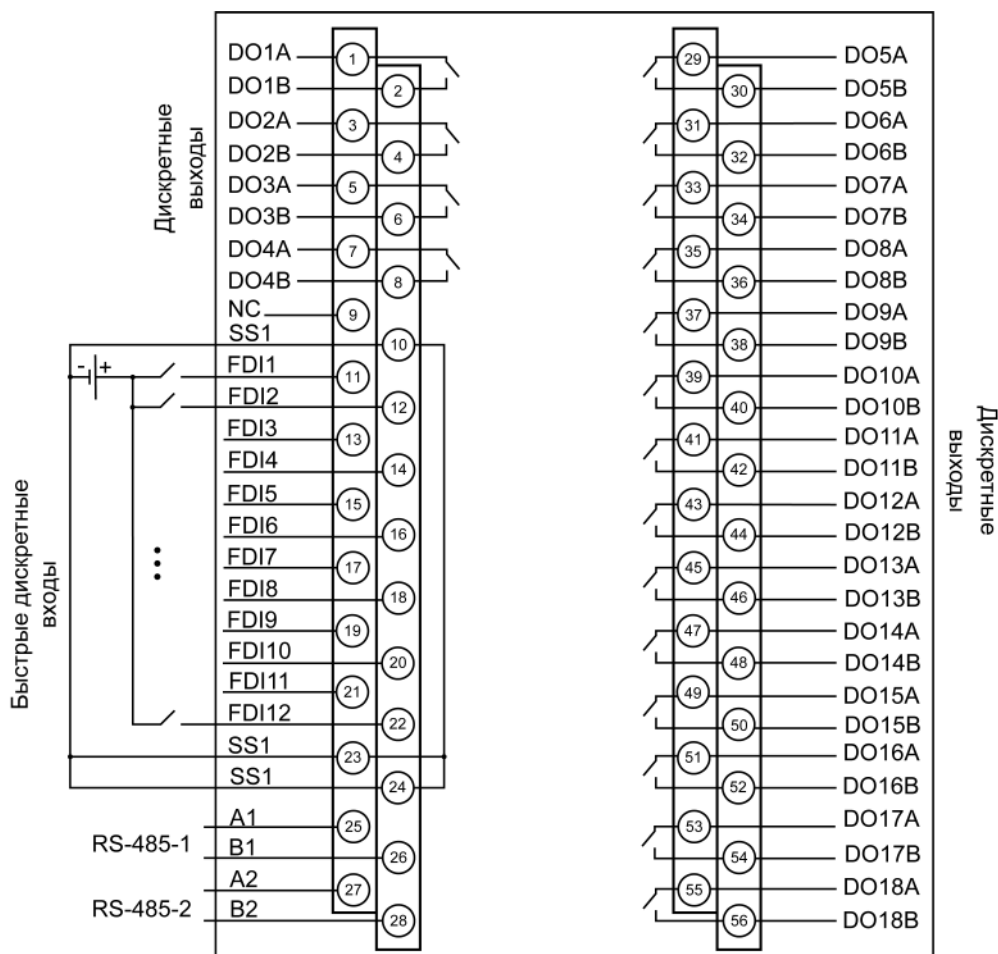 Дискретные
выходы
DO1A 1
DO1B 2
DO2A 3
DO2B 4
DO3A 5
DO3B 6
DO4A 7
DO4B 8
NC 9
SS1 10
Быстрые дискретные
входы
- +
FDI1 11
FDI2 12
FDI3 13
FDI4 14
FDI5 15
FDI6 16
FDI7 17
FDI8 18
FDI9 19
FDI10 20
FDI11 21
FDI12 22
SS1 23
SS1 24
RS-485-1
A1 25
B1 26
RS-485-2
A2 27
B2 28
29 DO5A
30 DO5B
31 DO6A
32 DO6B
33 DO7A
34 DO7B
35 DO8A
36 DO8B
37 DO9A
38 DO9B
39 DO10A
40 DO10B
41 DO11A
42 DO11B
43 DO12A
44 DO12B
45 DO13A
46 DO13B
47 DO14A
48 DO14B
49 DO15A
50 DO15B
51 DO16A
52 DO16B
53 DO17A
54 DO17B
55 DO18A
56 DO18B
Дискретные
выходы